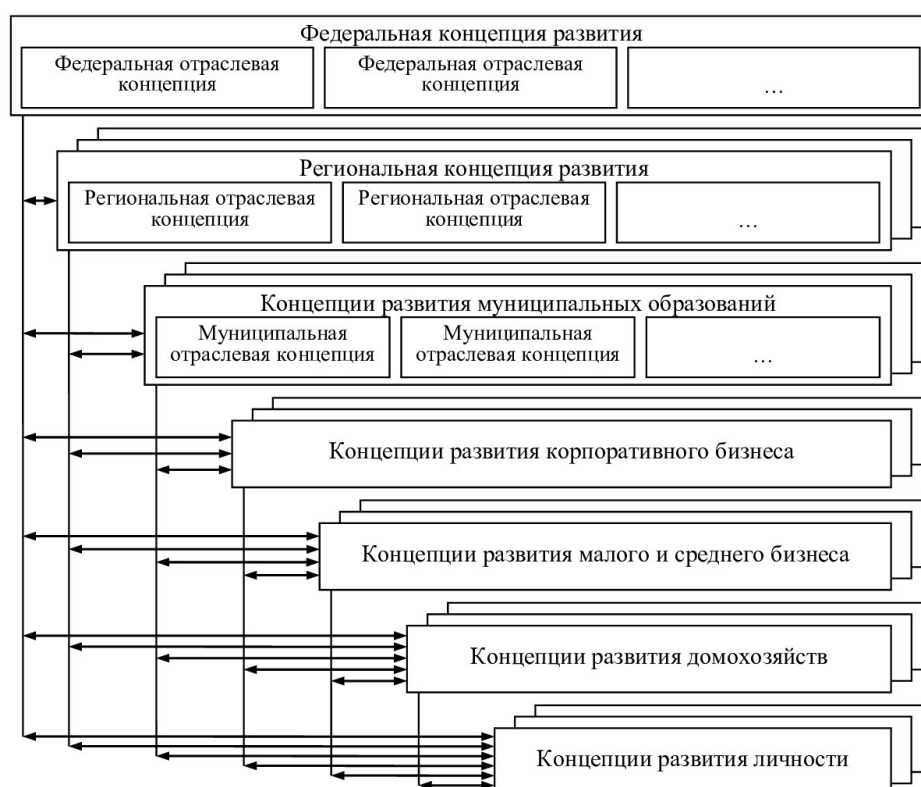 Федеральная концепция развития
Федеральная отраслевая
концепция
Федеральная отраслевая
концепция
...
Региональная концепция развития
Региональная отраслевая
концепция
Региональная отраслевая
концепция
...
Концепции развития муниципальных образований
Муниципальная
отраслевая концепция
Муниципальная
отраслевая концепция
...
Концепции развития корпоративного бизнеса
Концепции развития малого и среднего бизнеса
Концепции развития домохозяйств
Концепции развития личности